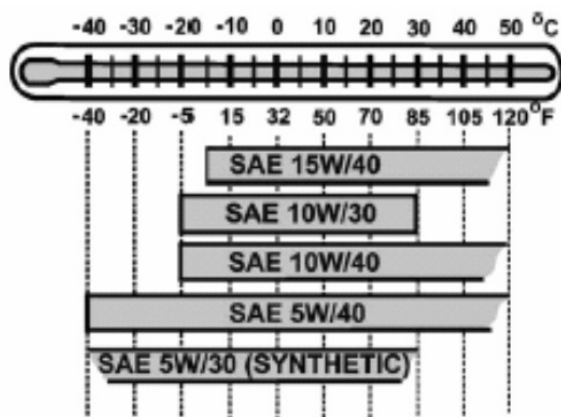 -40 -30 -20 -10 0 10 20 30 40 50 °C
-40 -20 -5 15 32 50 70 85 105 120 °F
SAE 15W/40
SAE 10W/30
SAE 10W/40
SAE 5W/40
SAE 5W/30 (SYNTHETIC)